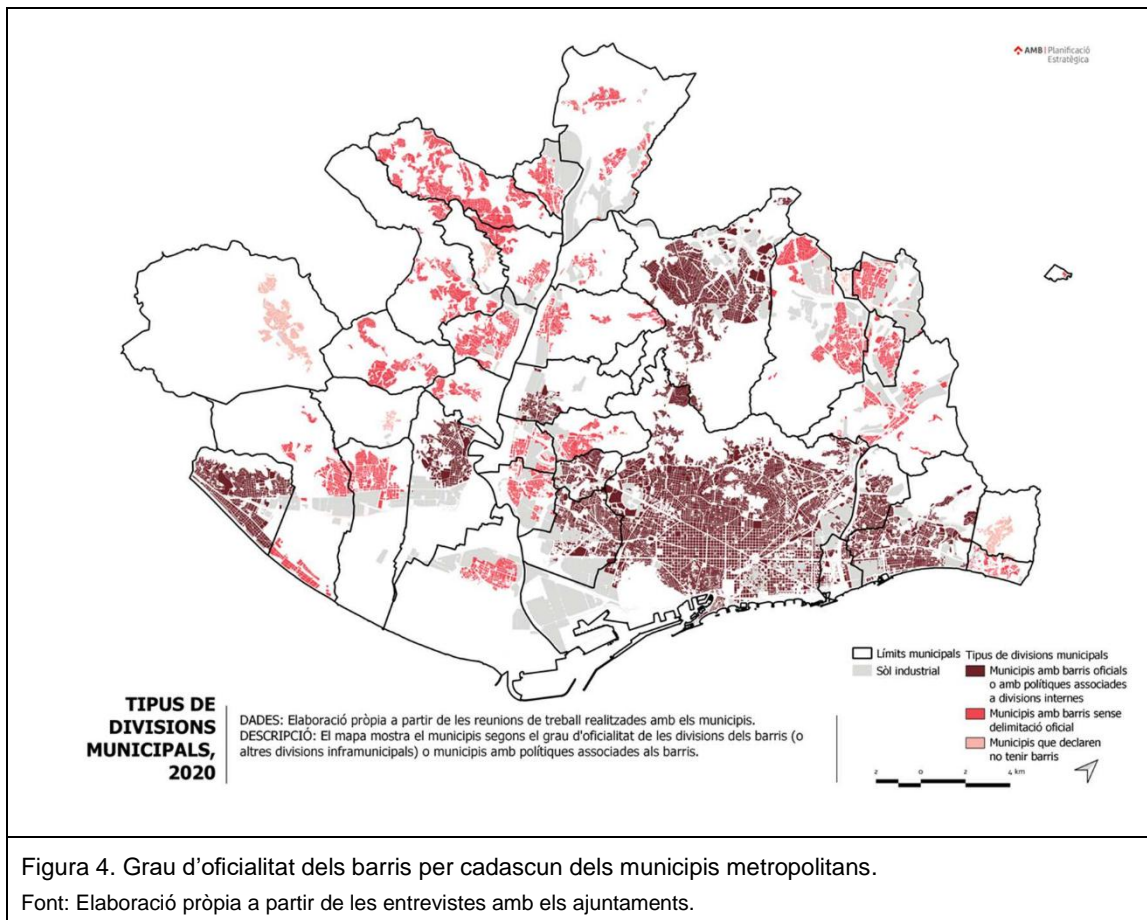 AMB | Planificació
Estratègica
Límits municipals
Sòl industrial
Tipus de divisions municipals
Municipis amb barris oficials
o amb polítiques associades
a divisions internes
Municipis amb barris sense
delimitació oficial
Municipis que declaren
no tenir barris
2 0 2 4 km
TIPUS DE
DIVISIONS
MUNICIPALS,
2020
DADES: Elaboració pròpia a partir de les reunions de treball realitzades amb els municipis.
DESCRIPCIÓ: El mapa mostra el municipis segons el grau d'oficialitat de les divisions dels barris (o
altres divisions inframunicipals) o municipis amb polítiques associades als barris.
Figura 4. Grau d’oficialitat dels barris per cadascun dels municipis metropolitans.
Font: Elaboració pròpia a partir de les entrevistes amb els ajuntaments.